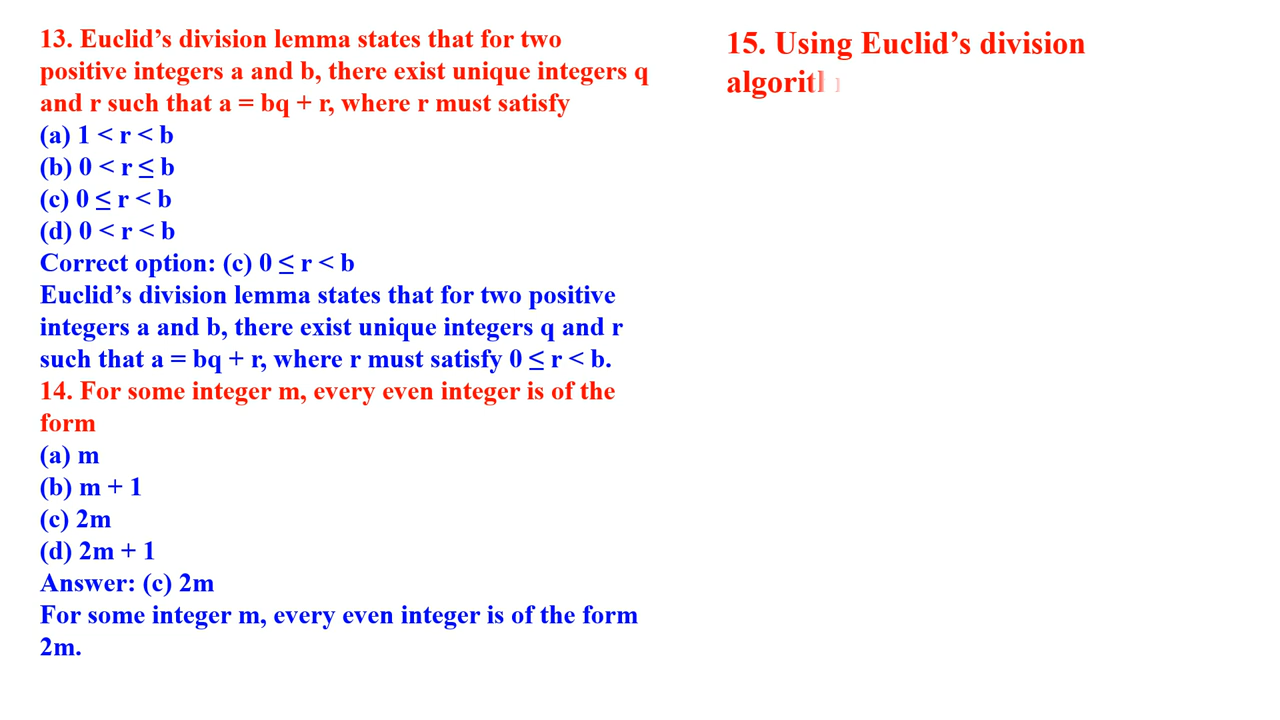 13. Euclid’s division lemma states that for two
positive integers a and b, there exist unique integers q
and r such that a = bq + r, where r must satisfy
(a) 1 < r < b
(b) 0 < r ≤ b
(c) 0 ≤ r < b
(d) 0 < r < b
Correct option: (c) 0 ≤ r < b
Euclid’s division lemma states that for two positive
integers a and b, there exist unique integers q and r
such that a = bq + r, where r must satisfy 0 ≤ r < b.
14. For some integer m, every even integer is of the
form
(a) m
(b) m + 1
(c) 2m
(d) 2m + 1
Answer: (c) 2m
For some integer m, every even integer is of the form
2m.
15. Using Euclid’s division